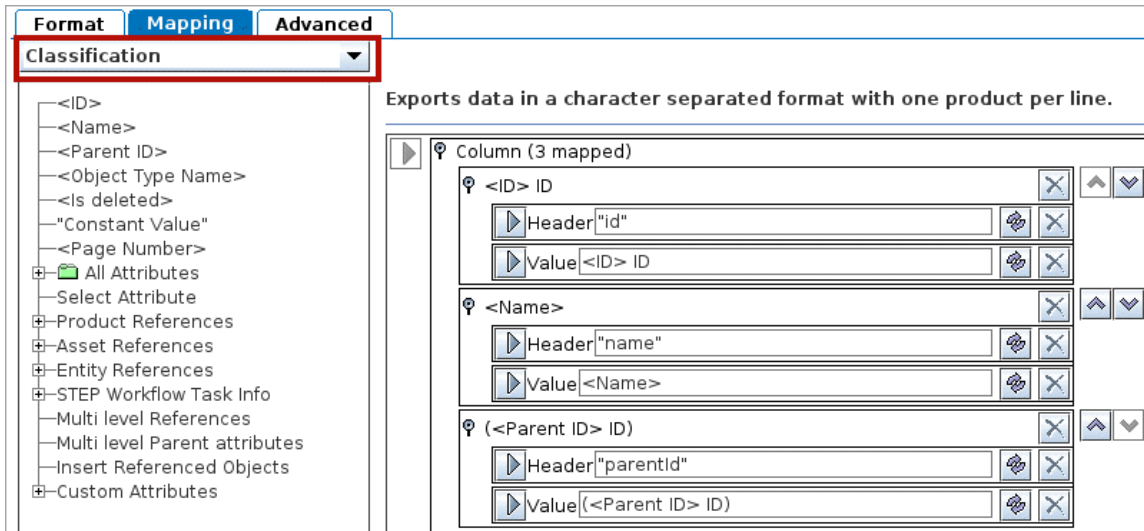 Format Mapping Advanced
Classification
<ID>
<Name>
<Parent ID>
<Object Type Name>
<Is deleted>
"Constant Value"
<Page Number>
All Attributes
Select Attribute
Product References
Asset References
Entity References
STEP Workflow Task Info
Multi level References
Multi level Parent attributes
Insert Referenced Objects
Custom Attributes
Exports data in a character separated format with one product per line.
Column (3 mapped)
<ID> ID
Header "id"
Value <ID> ID
<Name>
Header "name"
Value <Name>
(<Parent ID> ID)
Header "parentId"
Value (<Parent ID> ID)